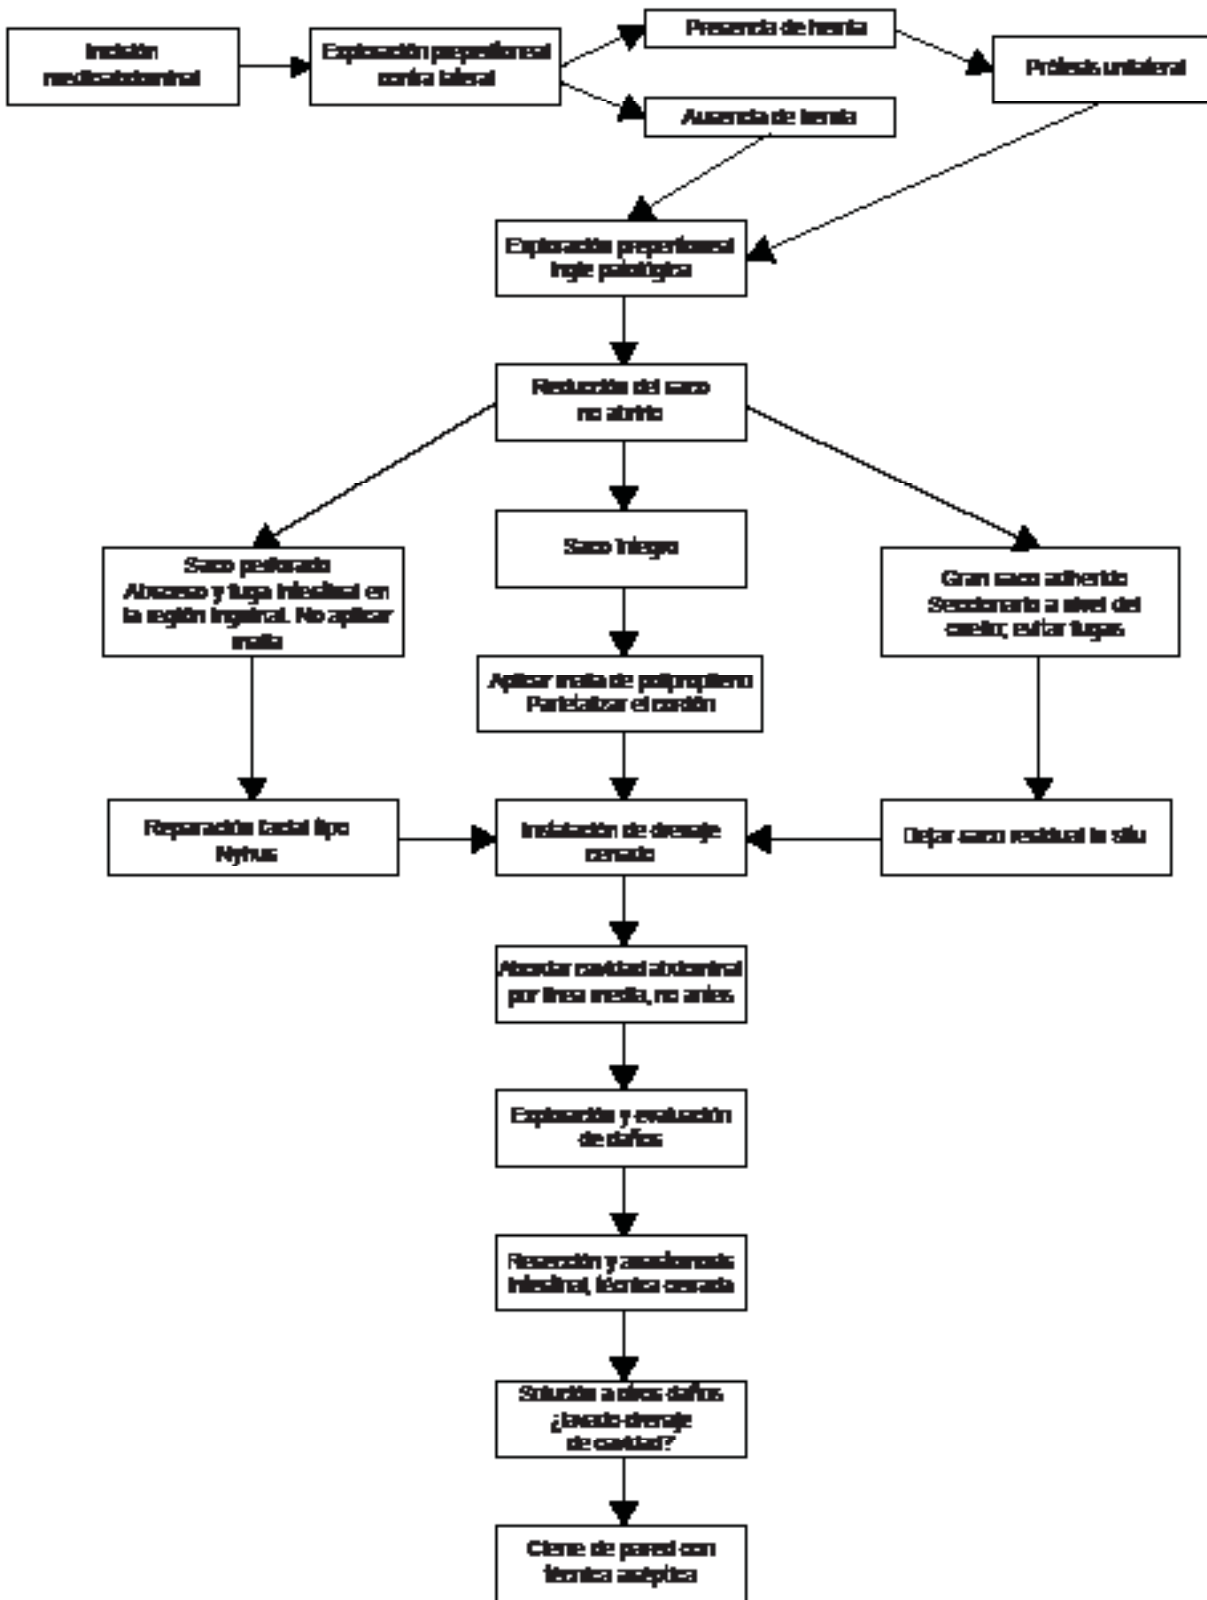 Incisión
medioabdominal
Exploración preperitoneal
contra lateral
Presencia de hernia
Ausencia de hernia
Prótesis unilateral
Exploración preperitoneal
ingle patológica
Reducción del saco
no abrirlo
Saco perforado
Absceso y fuga intestinal en
la región inguinal. No aplicar
malla
Saco íntegro
Gran saco adherido
Seccionarlo a nivel del
cuello; evitar fugas
Aplicar malla de polipropileno
Parietalizar el cordón
Reparación facial tipo
Nyhus
Instalación de drenaje
cerrado
Dejar saco residual in situ
Abordar cavidad abdominal
por línea media, no antes
Exploración y evaluación
de daños
Resección y anastomosis
intestinal, técnica cerrada
Solución a otros daños
¿lavado-drenaje
de cavidad?
Cierre de pared con
técnica aséptica